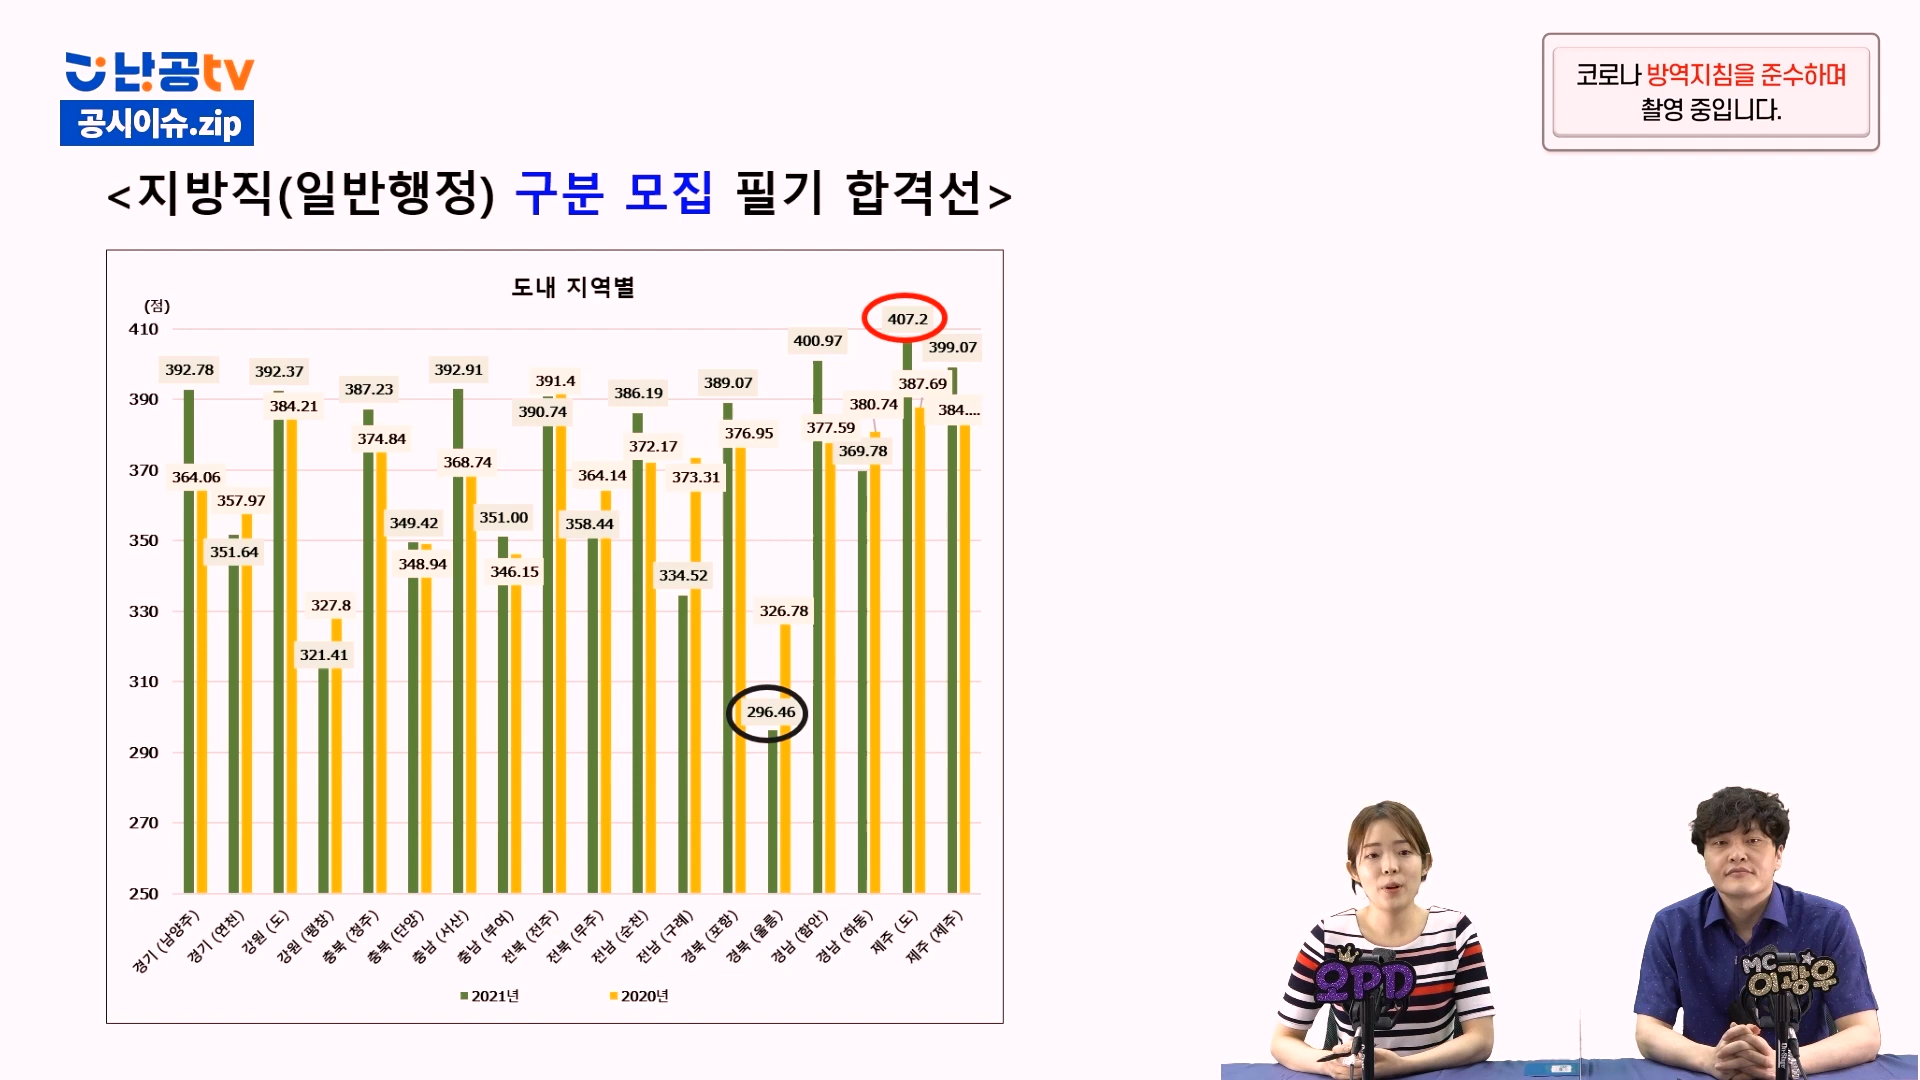 난공tv
공시이슈.zip
코로나 방역지침을 준수하며
촬영 중입니다.
<지방직(일반행정) 구분 모집 필기 합격선>
도내 지역별
(점)
410
390
370
350
330
310
290
270
250
392.78
364.06
351.64
357.97
392.37
384.21
321.41
327.8
387.23
374.84
349.42
348.94
392.91
368.74
351.00
346.15
390.74
391.4
358.44
364.14
386.19
372.17
334.52
373.31
389.07
376.95
296.46
326.78
400.97
377.59
369.78
380.74
407.2
387.69
399.07
384....
경기 (남양주)
경기 (연천)
강원 (도)
강원 (평창)
충북 (청주)
충북 (단양)
충남 (서산)
충남 (부여)
전북 (전주)
전북 (무주)
전남 (순천)
전남 (구례)
경북 (포항)
경북 (울릉)
경남 (함안)
경남 (하동)
제주 (도)
제주 (제주)
2021년
2020년
오PD
MC
이광우